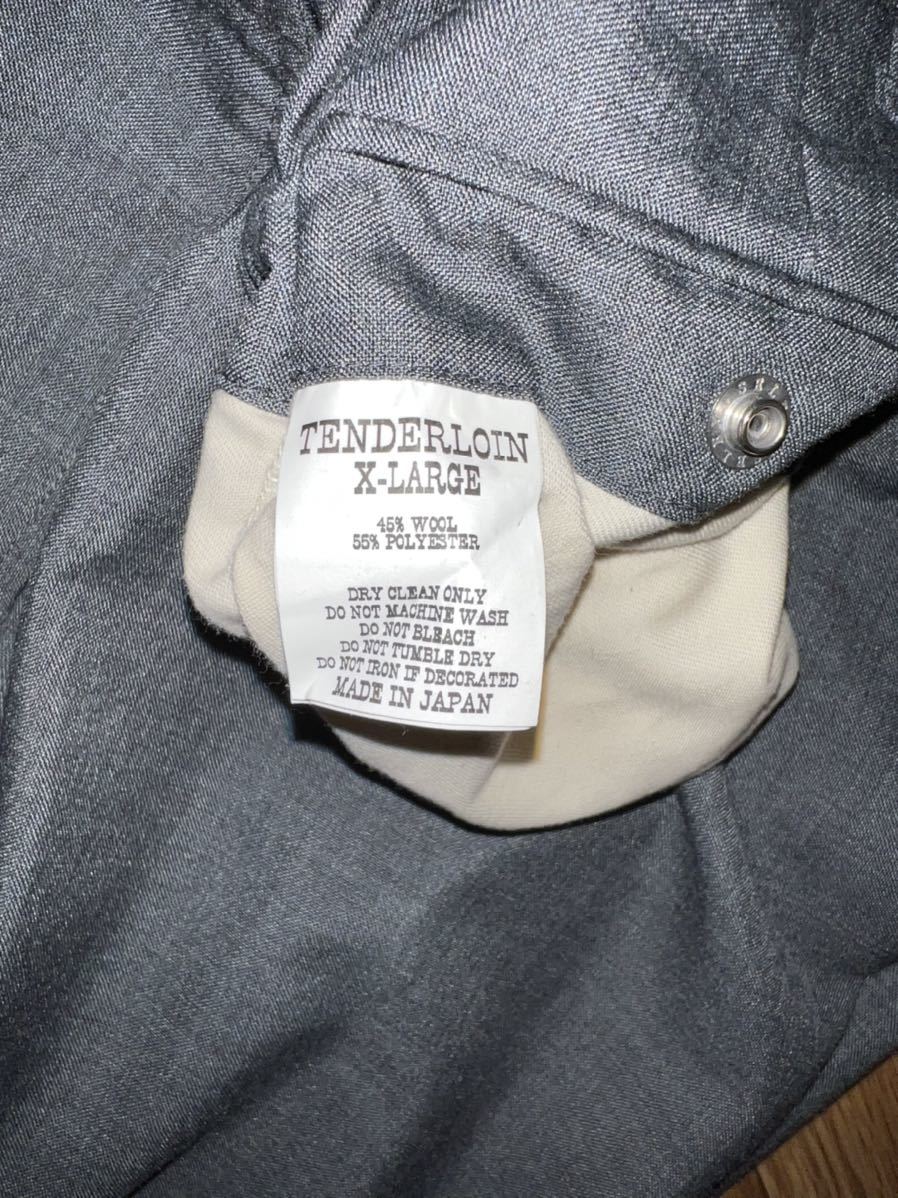 TENDERLOIN
X-LARGE
45% WOOL
55% POLYESTER
DRY CLEAN ONLY
DO NOT MACHINE WASH
DO NOT BLEACH
DO NOT TUMBLE DRY
DO NOT IRON IF DECORATED
MADE IN JAPAN